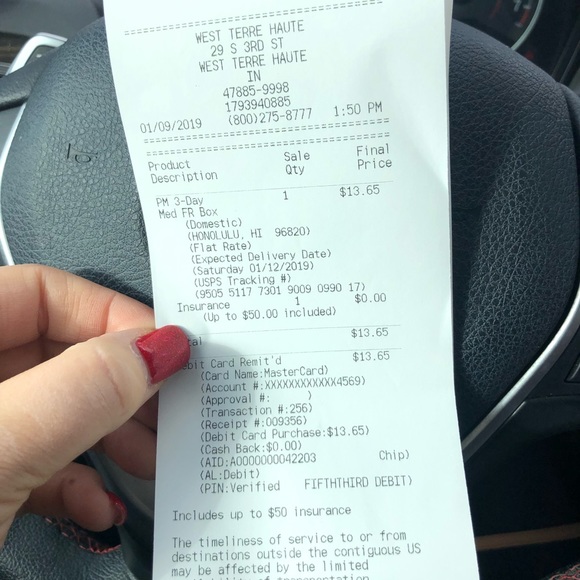 WEST TERRE HAUTE
29 S 3RD ST
WEST TERRE HAUTE
IN
47885-9998
1793940885
01/09/2019 (800)275-8777 1:50 PM
Product Sale Final
Description Qty Price
PM 3-Day 1 $13.65
Med FR Box
(Domestic)
(HONOLULU, HI 96820)
(Flat Rate)
(Expected Delivery Date)
(Saturday 01/12/2019)
(USPS Tracking #)
(9505 5117 7301 9009 0990 17)
Insurance 1 $0.00
(Up to $50.00 included)
$13.65
Card Remit'd $13.65
(Card Name:MasterCard)
(Account #:XXXXXXXXXXXX4569)
(Approval #: )
(Transaction #:256)
(Receipt #:009356)
(Debit Card Purchase:$13.65)
(Cash Back:$0.00)
(AID:A0000000042203 Chip)
(AL:Debit)
(PIN:Verified FIFTHTHIRD DEBIT)
Includes up to $50 insurance
The timeliness of service to or from
destinations outside the contiguous US
may be affected by the limited